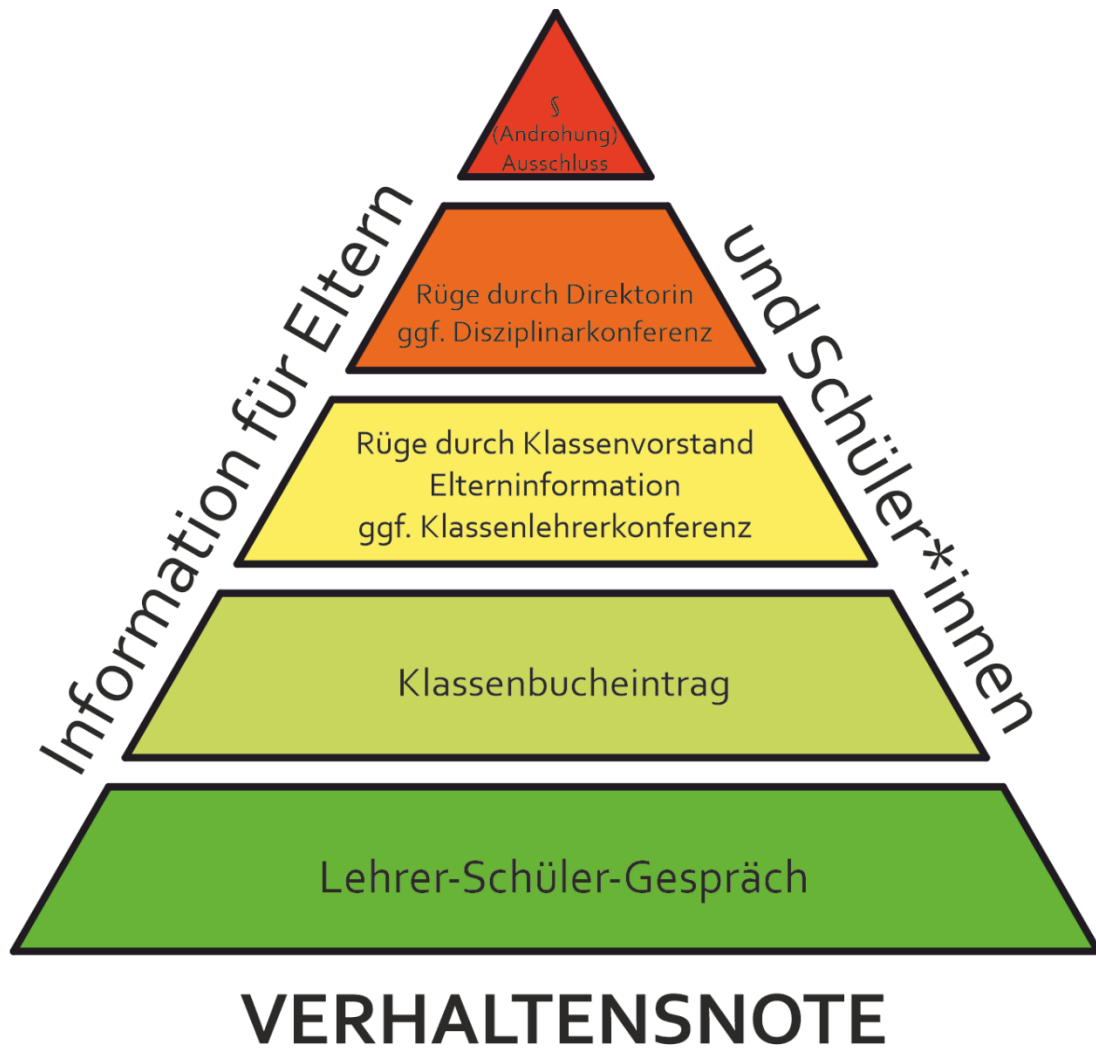 §
(Androhung)
Ausschluss
Information für Eltern
und Schüler*innen
Rüge durch Direktorin
ggf. Disziplinarkonferenz
Rüge durch Klassenvorstand
Elterninformation
ggf. Klassenlehrerkonferenz
Klassenbucheintrag
Lehrer-Schüler-Gespräch
VERHALTENSNOTE